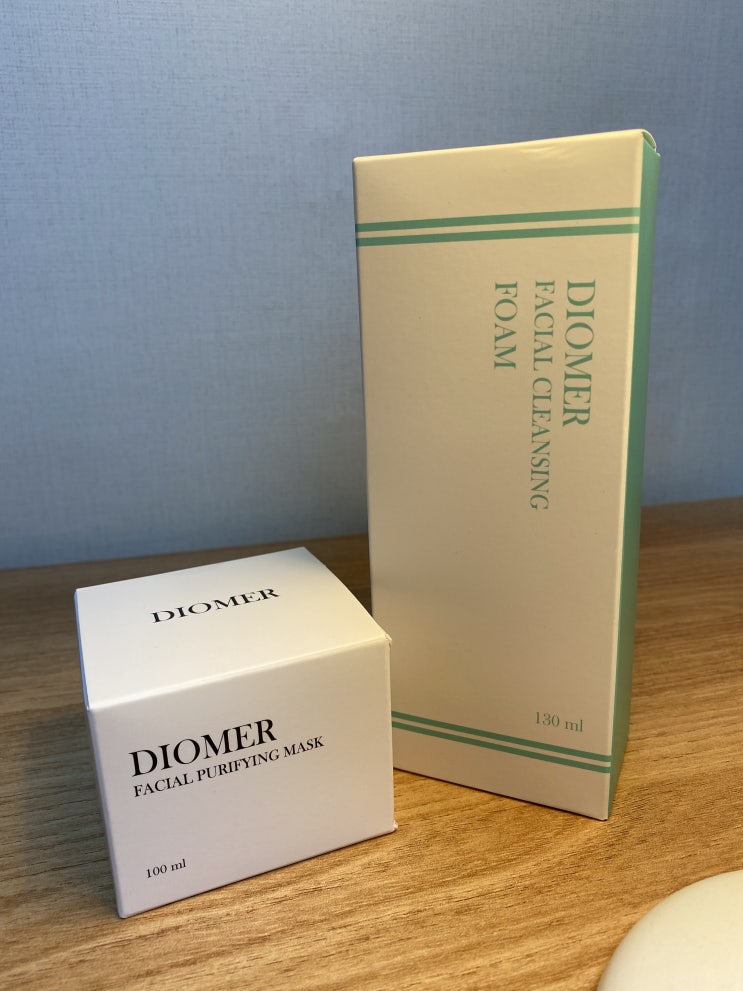 DIOMER
DIOMER
FACIAL PURIFYING MASK
100 ml
DIOMER
FACIAL CLEANSING
FOAM
130 ml